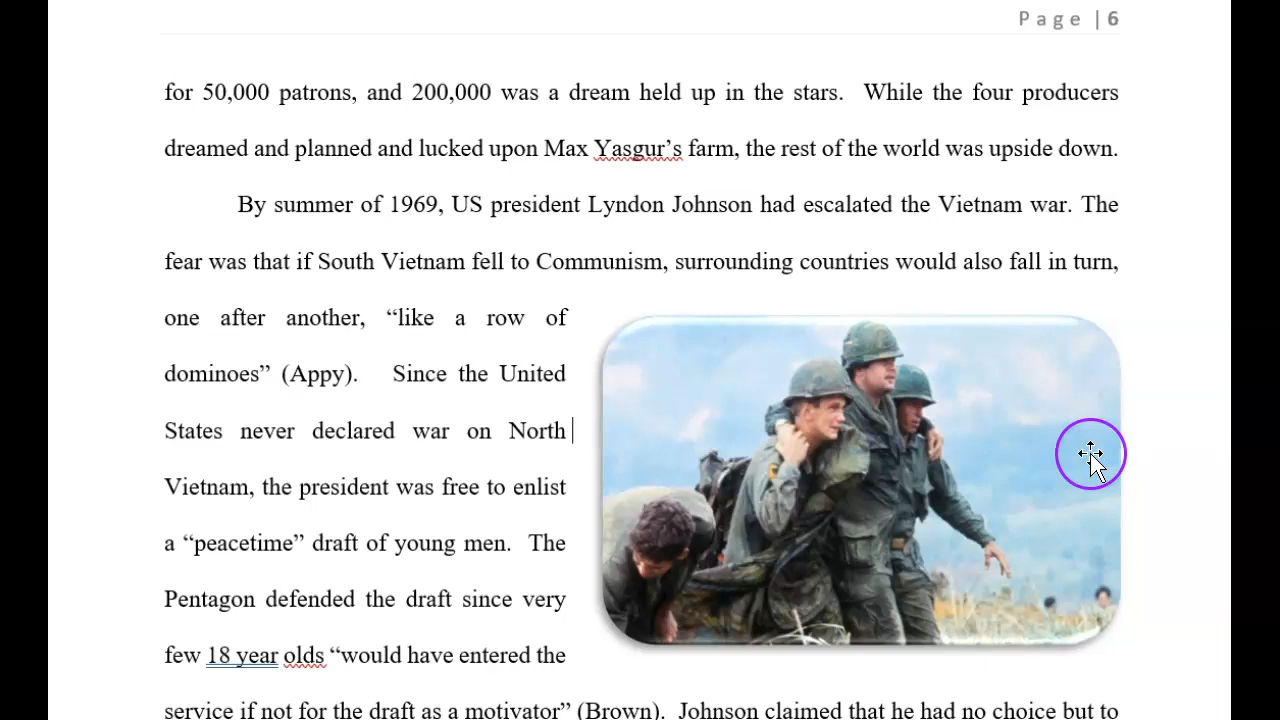 Page | 6
for 50,000 patrons, and 200,000 was a dream held up in the stars.  While the four producers
dreamed and planned and lucked upon Max Yasgur’s farm, the rest of the world was upside down.
By summer of 1969, US president Lyndon Johnson had escalated the Vietnam war. The
fear was that if South Vietnam fell to Communism, surrounding countries would also fall in turn,
one after another, “like a row of
dominoes” (Appy).  Since the United
States never declared war on North
Vietnam, the president was free to enlist
a “peacetime” draft of young men.  The
Pentagon defended the draft since very
few 18 year olds “would have entered the
service if not for the draft as a motivator” (Brown).  Johnson claimed that he had no choice but to